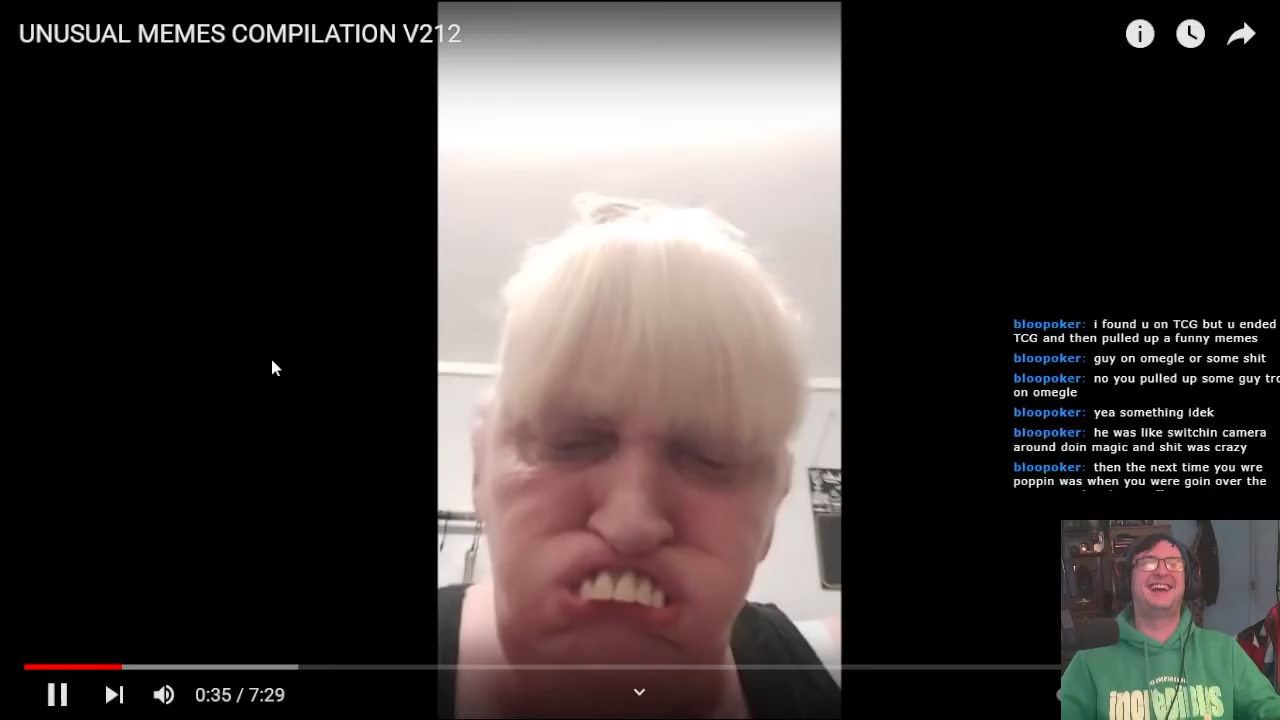 UNUSUAL MEMES COMPILATION V212
bloopoker: i found u on TCG but u ended
TCG and then pulled up a funny memes
bloopoker: guy on omegle or some shit
bloopoker: no you pulled up some guy
on omegle
bloopoker: yea something idek
bloopoker: he was like switchin camera
around doin magic and shit was crazy
bloopoker: then the next time you wre
poppin was when you were goin over the
0:35 / 7:29